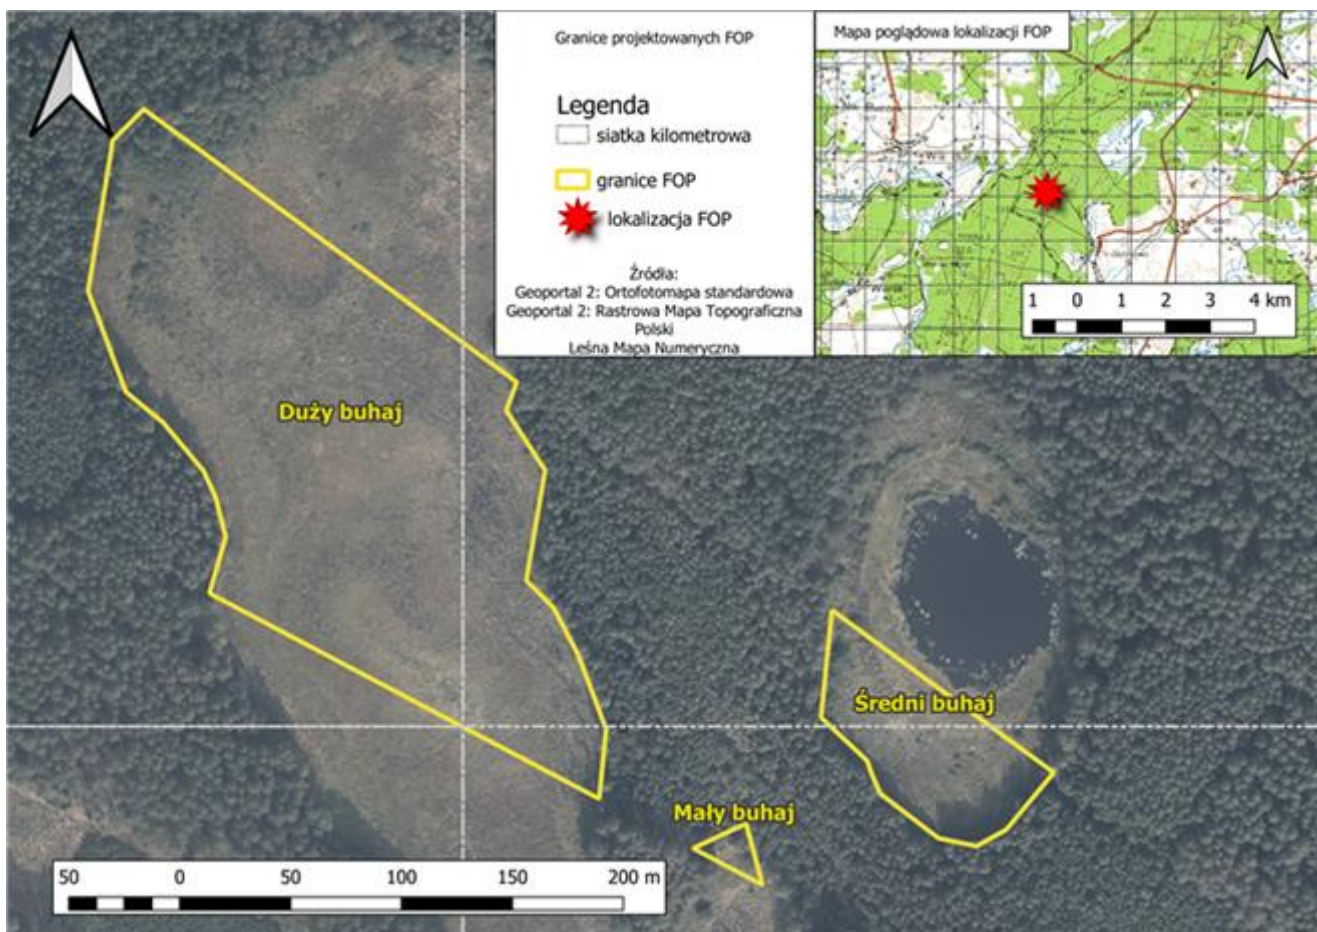 Granice projektowanych FOP
Legenda
siatka kilometrowa
granice FOP
lokalizacja FOP
Źródła:
Geoportal 2: Ortofotomapa standardowa
Geoportal 2: Rastrowa Mapa Topograficzna
Polski
Leśna Mapa Numeryczna
Mapa poglądowa lokalizacji FOP
1 0 1 2 3 4 km
Duży buhaj
Średni buhaj
Mały buhaj
50 0 50 100 150 200 m